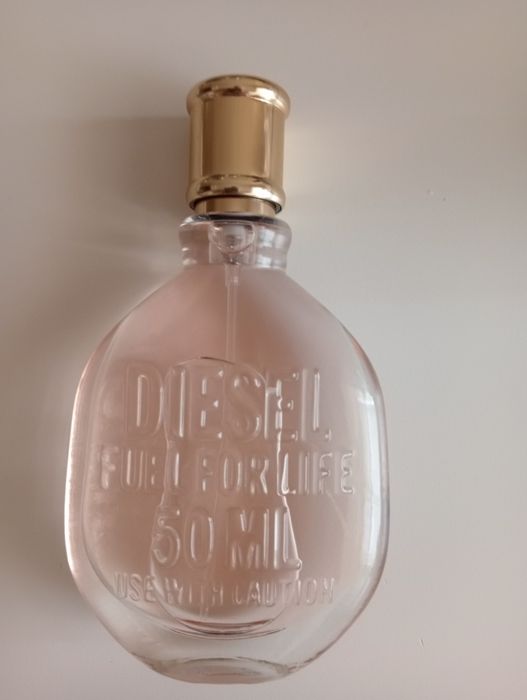 DIESEL
FUEL FOR LIFE
50 ML
USE WITH CAUTION